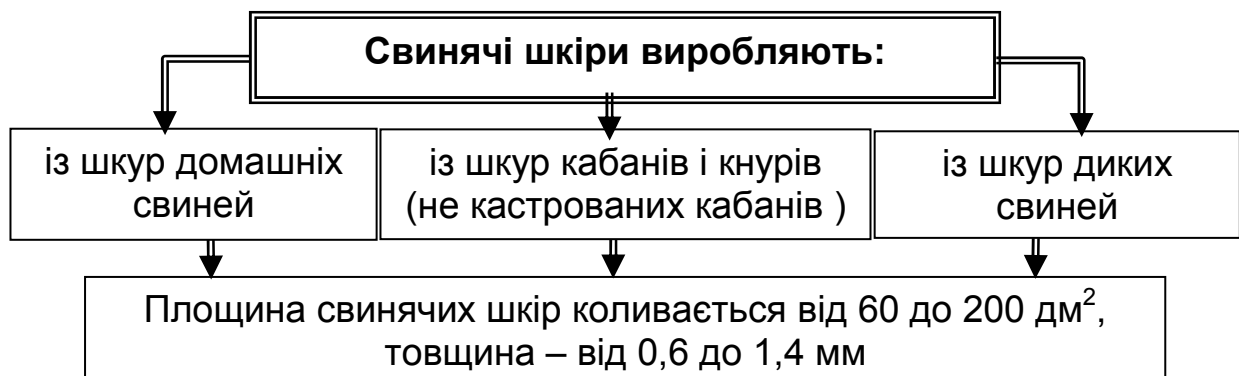 Свинячі шкіри виробляють:
із шкур домашніх
свиней
із шкур кабанів і кнурів
(не кастрованих кабанів )
із шкур диких
свиней
Площина свинячих шкір коливається від 60 до 200 дм²,
товщина – від 0,6 до 1,4 мм